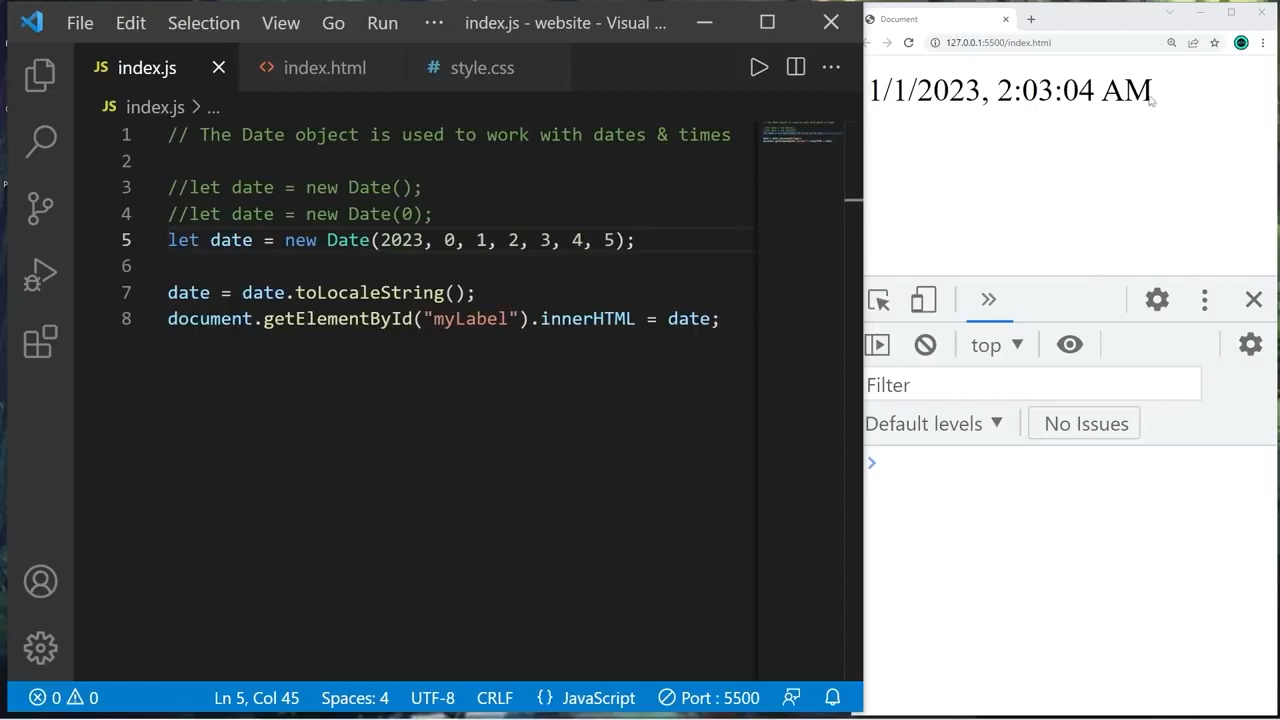 File Edit Selection View Go Run ··· index.js - website - Visual ...
JS index.js
<> index.html
# style.css
JS index.js > ...
1 // The Date object is used to work with dates & times
2
3 //let date = new Date();
4 //let date = new Date(0);
5 let date = new Date(2023, 0, 1, 2, 3, 4, 5);
6
7 date = date.toLocaleString();
8 document.getElementById("myLabel").innerHTML = date;
0 0 Ln 5, Col 45 Spaces: 4 UTF-8 CRLF {} JavaScript Port : 5500
Document
127.0.0.1:5500/index.html
1/1/2023, 2:03:04 AM
top
Filter
Default levels
No Issues